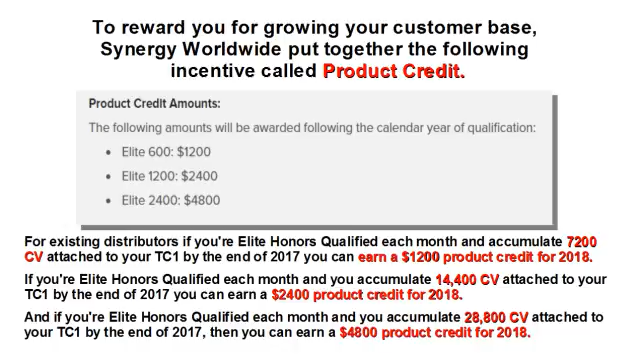 To reward you for growing your customer base,
Synergy Worldwide put together the following
incentive called Product Credit.
Product Credit Amounts:
The following amounts will be awarded following the calendar year of qualification:
• Elite 600: $1200
• Elite 1200: $2400
• Elite 2400: $4800
For existing distributors if you're Elite Honors Qualified each month and accumulate 7200
CV attached to your TC1 by the end of 2017 you can earn a $1200 product credit for 2018.
If you're Elite Honors Qualified each month and you accumulate 14,400 CV attached to your
TC1 by the end of 2017 you can earn a $2400 product credit for 2018.
And if you're Elite Honors Qualified each month and you accumulate 28,800 CV attached to
your TC1 by the end of 2017, then you can earn a $4800 product credit for 2018.